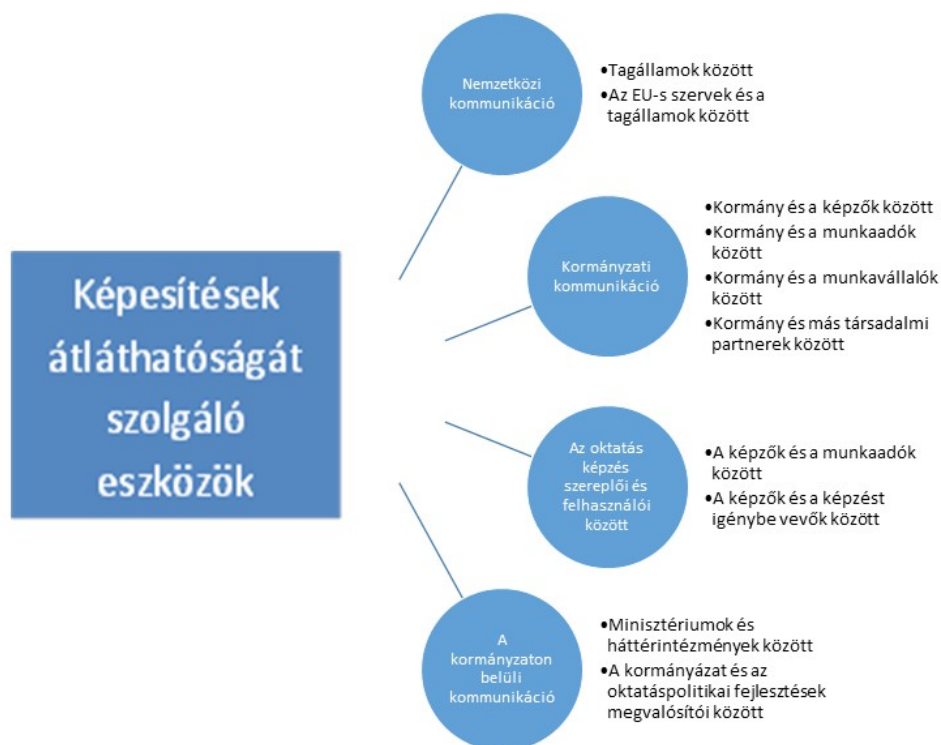 Képesítések
átláthatóságát
szolgáló
eszközök
Nemzetközi
kommunikáció
•Tagállamok között
•Az EU-s szervek és a
tagállamok között
Kormányzati
kommunikáció
•Kormány és a képzők között
•Kormány és a munkaadók
között
•Kormány és a munkavállalók
között
•Kormány és más társadalmi
partnerek között
Az oktatás
képzés
szereplői és
felhasználói
között
•A képzők és a munkaadók
között
•A képzők és a képzést
igénybe vevők között
A
kormányzaton
belüli
kommunikáció
•Minisztériumok és
háttérintézmények között
•A kormányázat és az
oktatáspolitikai fejlesztések
megvalósítói között